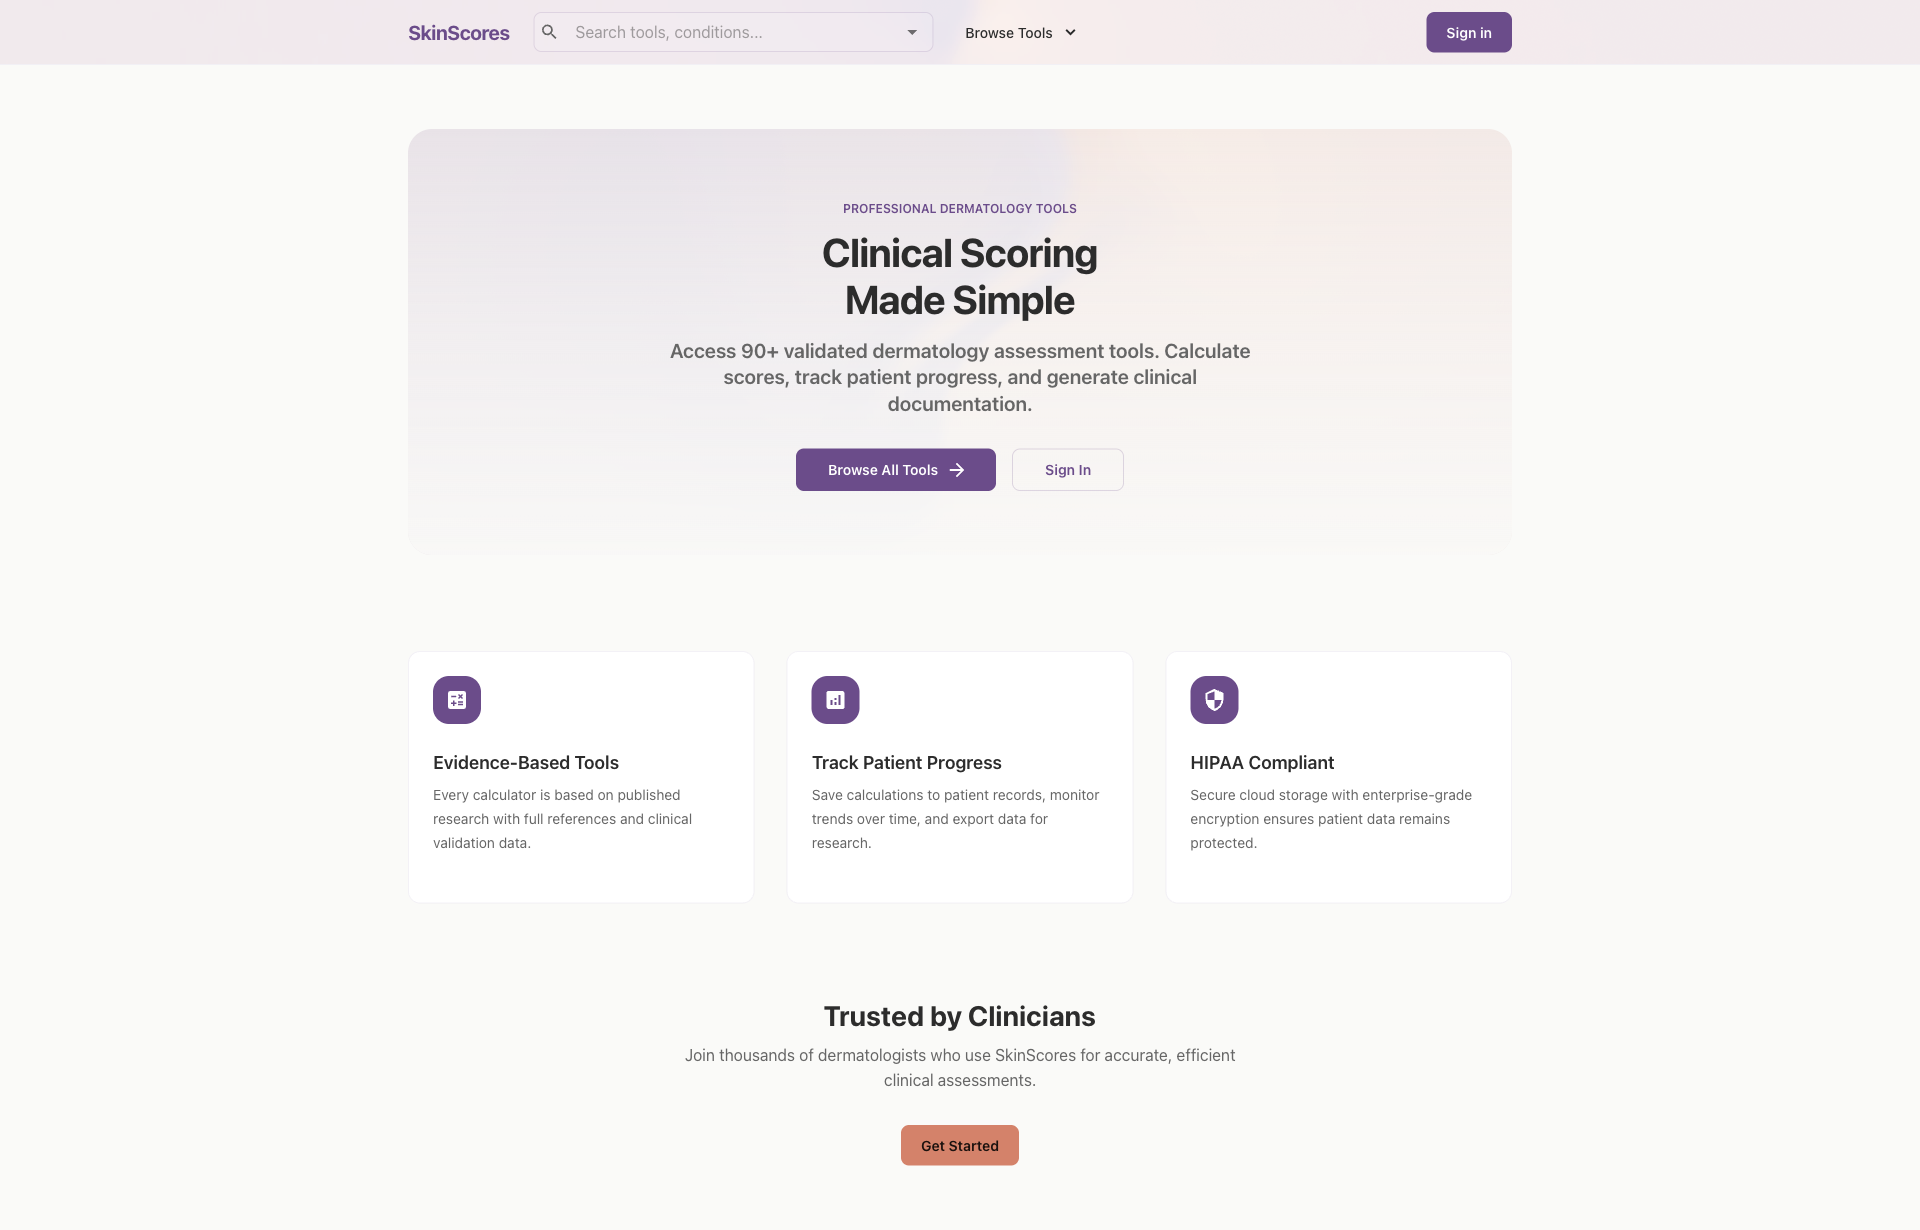 SkinScores
Search tools, conditions...
Browse Tools
Sign in
PROFESSIONAL DERMATOLOGY TOOLS
Clinical Scoring
Made Simple
Access 90+ validated dermatology assessment tools. Calculate
scores, track patient progress, and generate clinical
documentation.
Browse All Tools
Sign In
Evidence-Based Tools
Every calculator is based on published
research with full references and clinical
validation data.
Track Patient Progress
Save calculations to patient records, monitor
trends over time, and export data for
research.
HIPAA Compliant
Secure cloud storage with enterprise-grade
encryption ensures patient data remains
protected.
Trusted by Clinicians
Join thousands of dermatologists who use SkinScores for accurate, efficient
clinical assessments.
Get Started